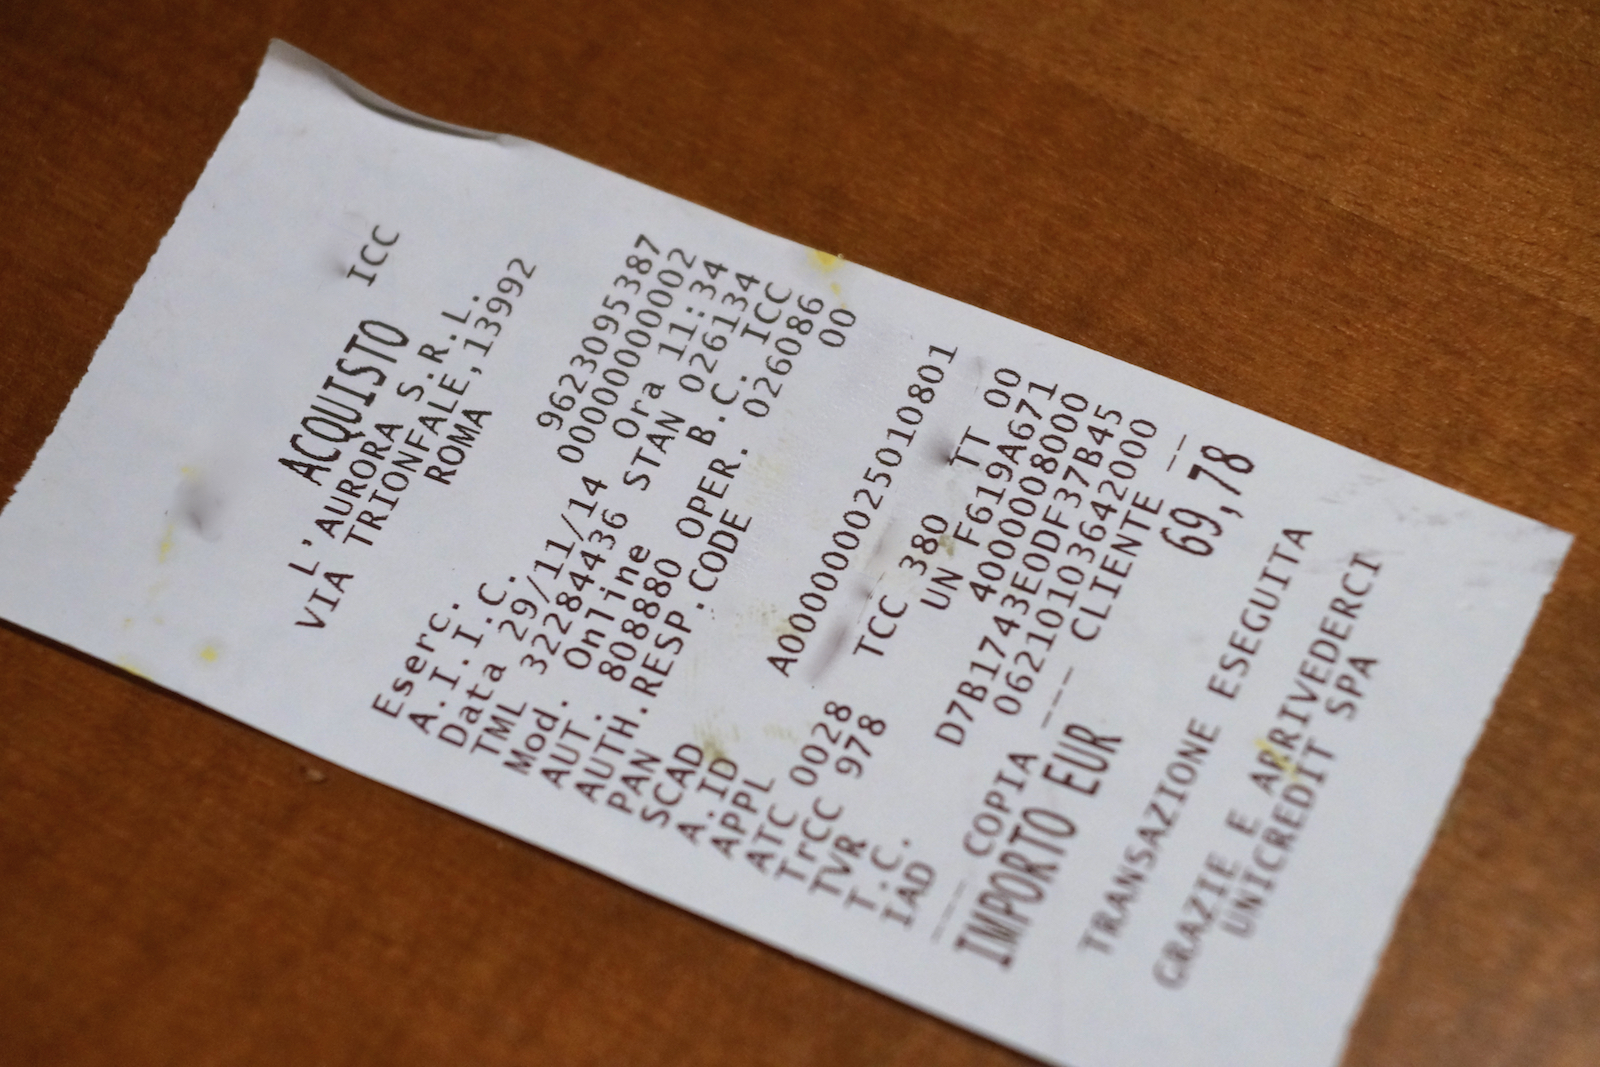 ICC
ACQUISTO
L'AURORA S.R.L.
VIA TRIONFALE,13992
ROMA
Eserc. 9623095387
A.I.I.C. 00000000002
Data 29/11/14 Ora 11:34
TML 32284436 STAN 026134
Mod. Online B.C. ICC
AUT. 808880 OPER. 026086
AUTH.RESP.CODE 00
PAN
SCAD
A.ID A000000025010801
APPL
ATC 0028 TCC 380 TT 00
TrCC 978 UN F619A671
TVR 4000008000
T.C. D7B1743E0DF37B45
IAD 06210103642000
--- COPIA --- CLIENTE ---
IMPORTO EUR 69,78
TRANSAZIONE ESEGUITA
GRAZIE E ARRIVEDERCI
UNICREDIT SPA